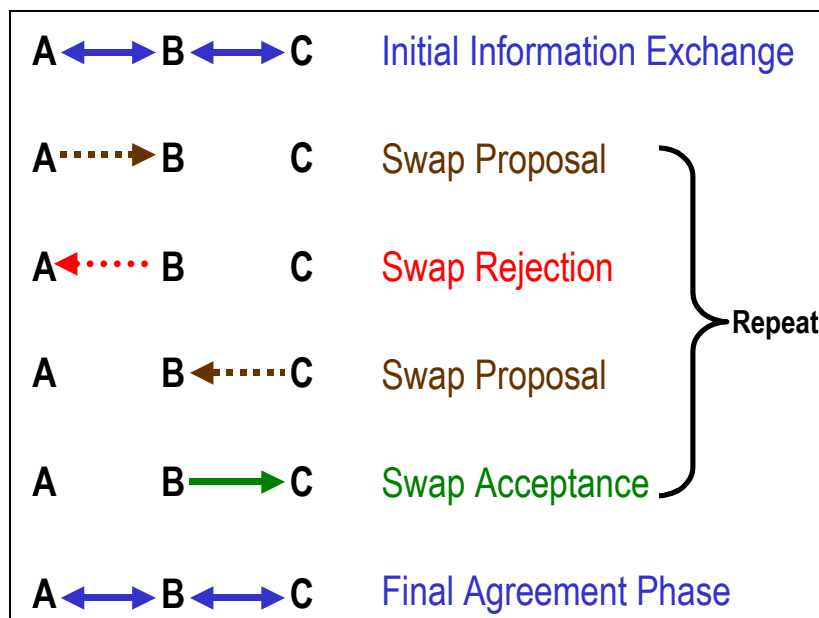 A B C Initial Information Exchange
A B C Swap Proposal
A B C Swap Rejection
Repeat
A B C Swap Proposal
A B C Swap Acceptance
A B C Final Agreement Phase